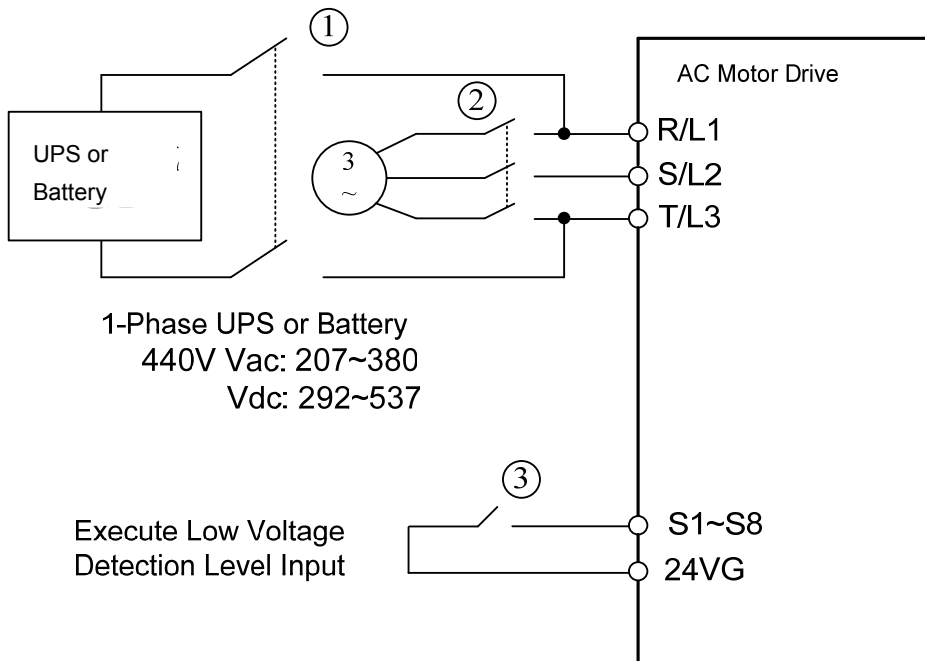 ①
AC Motor Drive
②
R/L1
UPS or
Battery
3
~
S/L2
T/L3
1-Phase UPS or Battery
440V Vac: 207~380
Vdc: 292~537
③
Execute Low Voltage
Detection Level Input
S1~S8
24VG